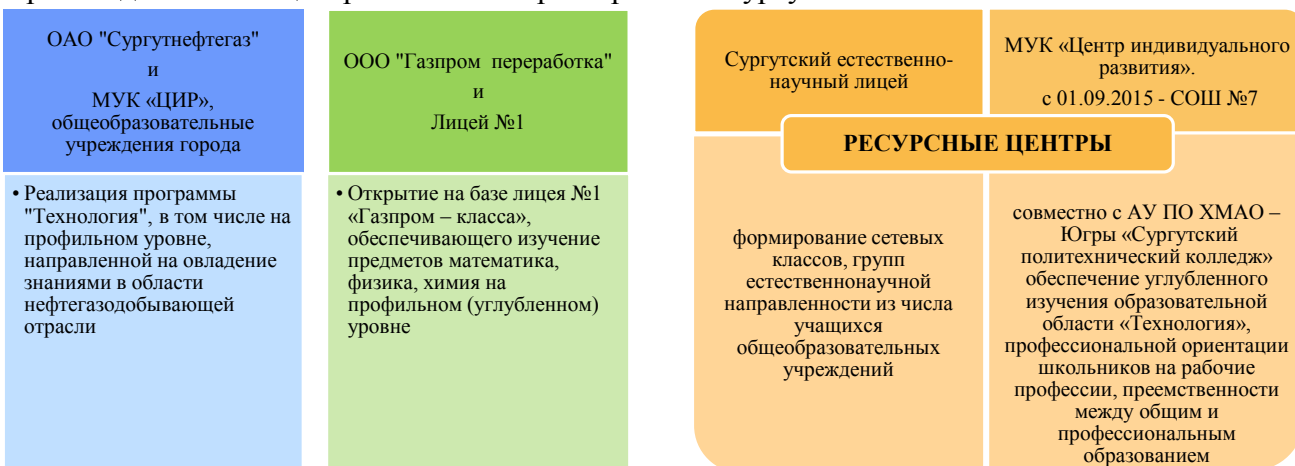 ОАО "Сургутнефтегаз"
и
МУК «ЦИР»,
общеобразовательные
учреждения города
• Реализация программы
"Технология", в том числе на
профильном уровне,
направленной на овладение
знаниями в области
нефтегазодобывающей
отрасли
ООО "Газпром переработка"
и
Лицей №1
• Открытие на базе лицея №1
«Газпром – класса»,
обеспечивающего изучение
предметов математика,
физика, химия на
профильном (углубленном)
уровне
Сургутский естественно-
научный лицей
МУК «Центр индивидуального
развития».
с 01.09.2015 - СОШ №7
РЕСУРСНЫЕ ЦЕНТРЫ
формирование сетевых
классов, групп
естественнонаучной
направленности из числа
учащихся
общеобразовательных
учреждений
совместно с АУ ПО ХМАО –
Югры «Сургутский
политехнический колледж»
обеспечение углубленного
изучения образовательной
области «Технология»,
профессиональной ориентации
школьников на рабочие
профессии, преемственности
между общим и
профессиональным
образованием